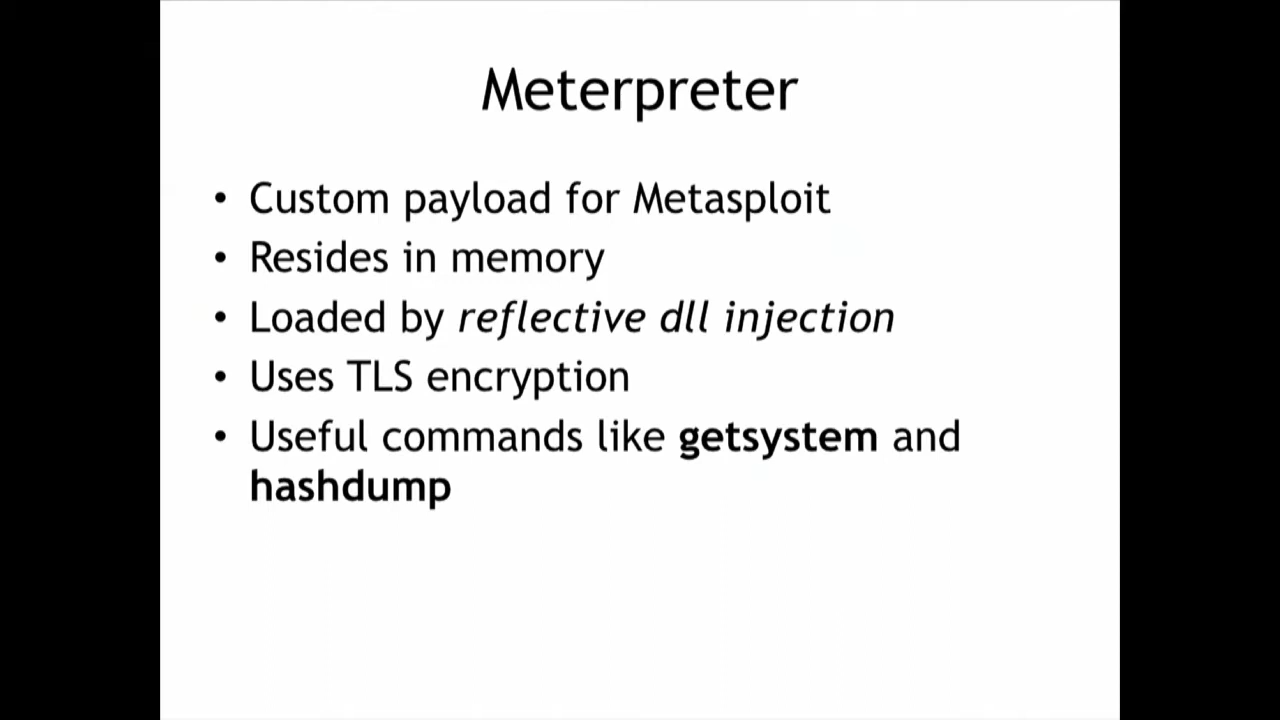 Meterpreter
• Custom payload for Metasploit
• Resides in memory
• Loaded by reflective dll injection
• Uses TLS encryption
• Useful commands like getsystem and
hashdump